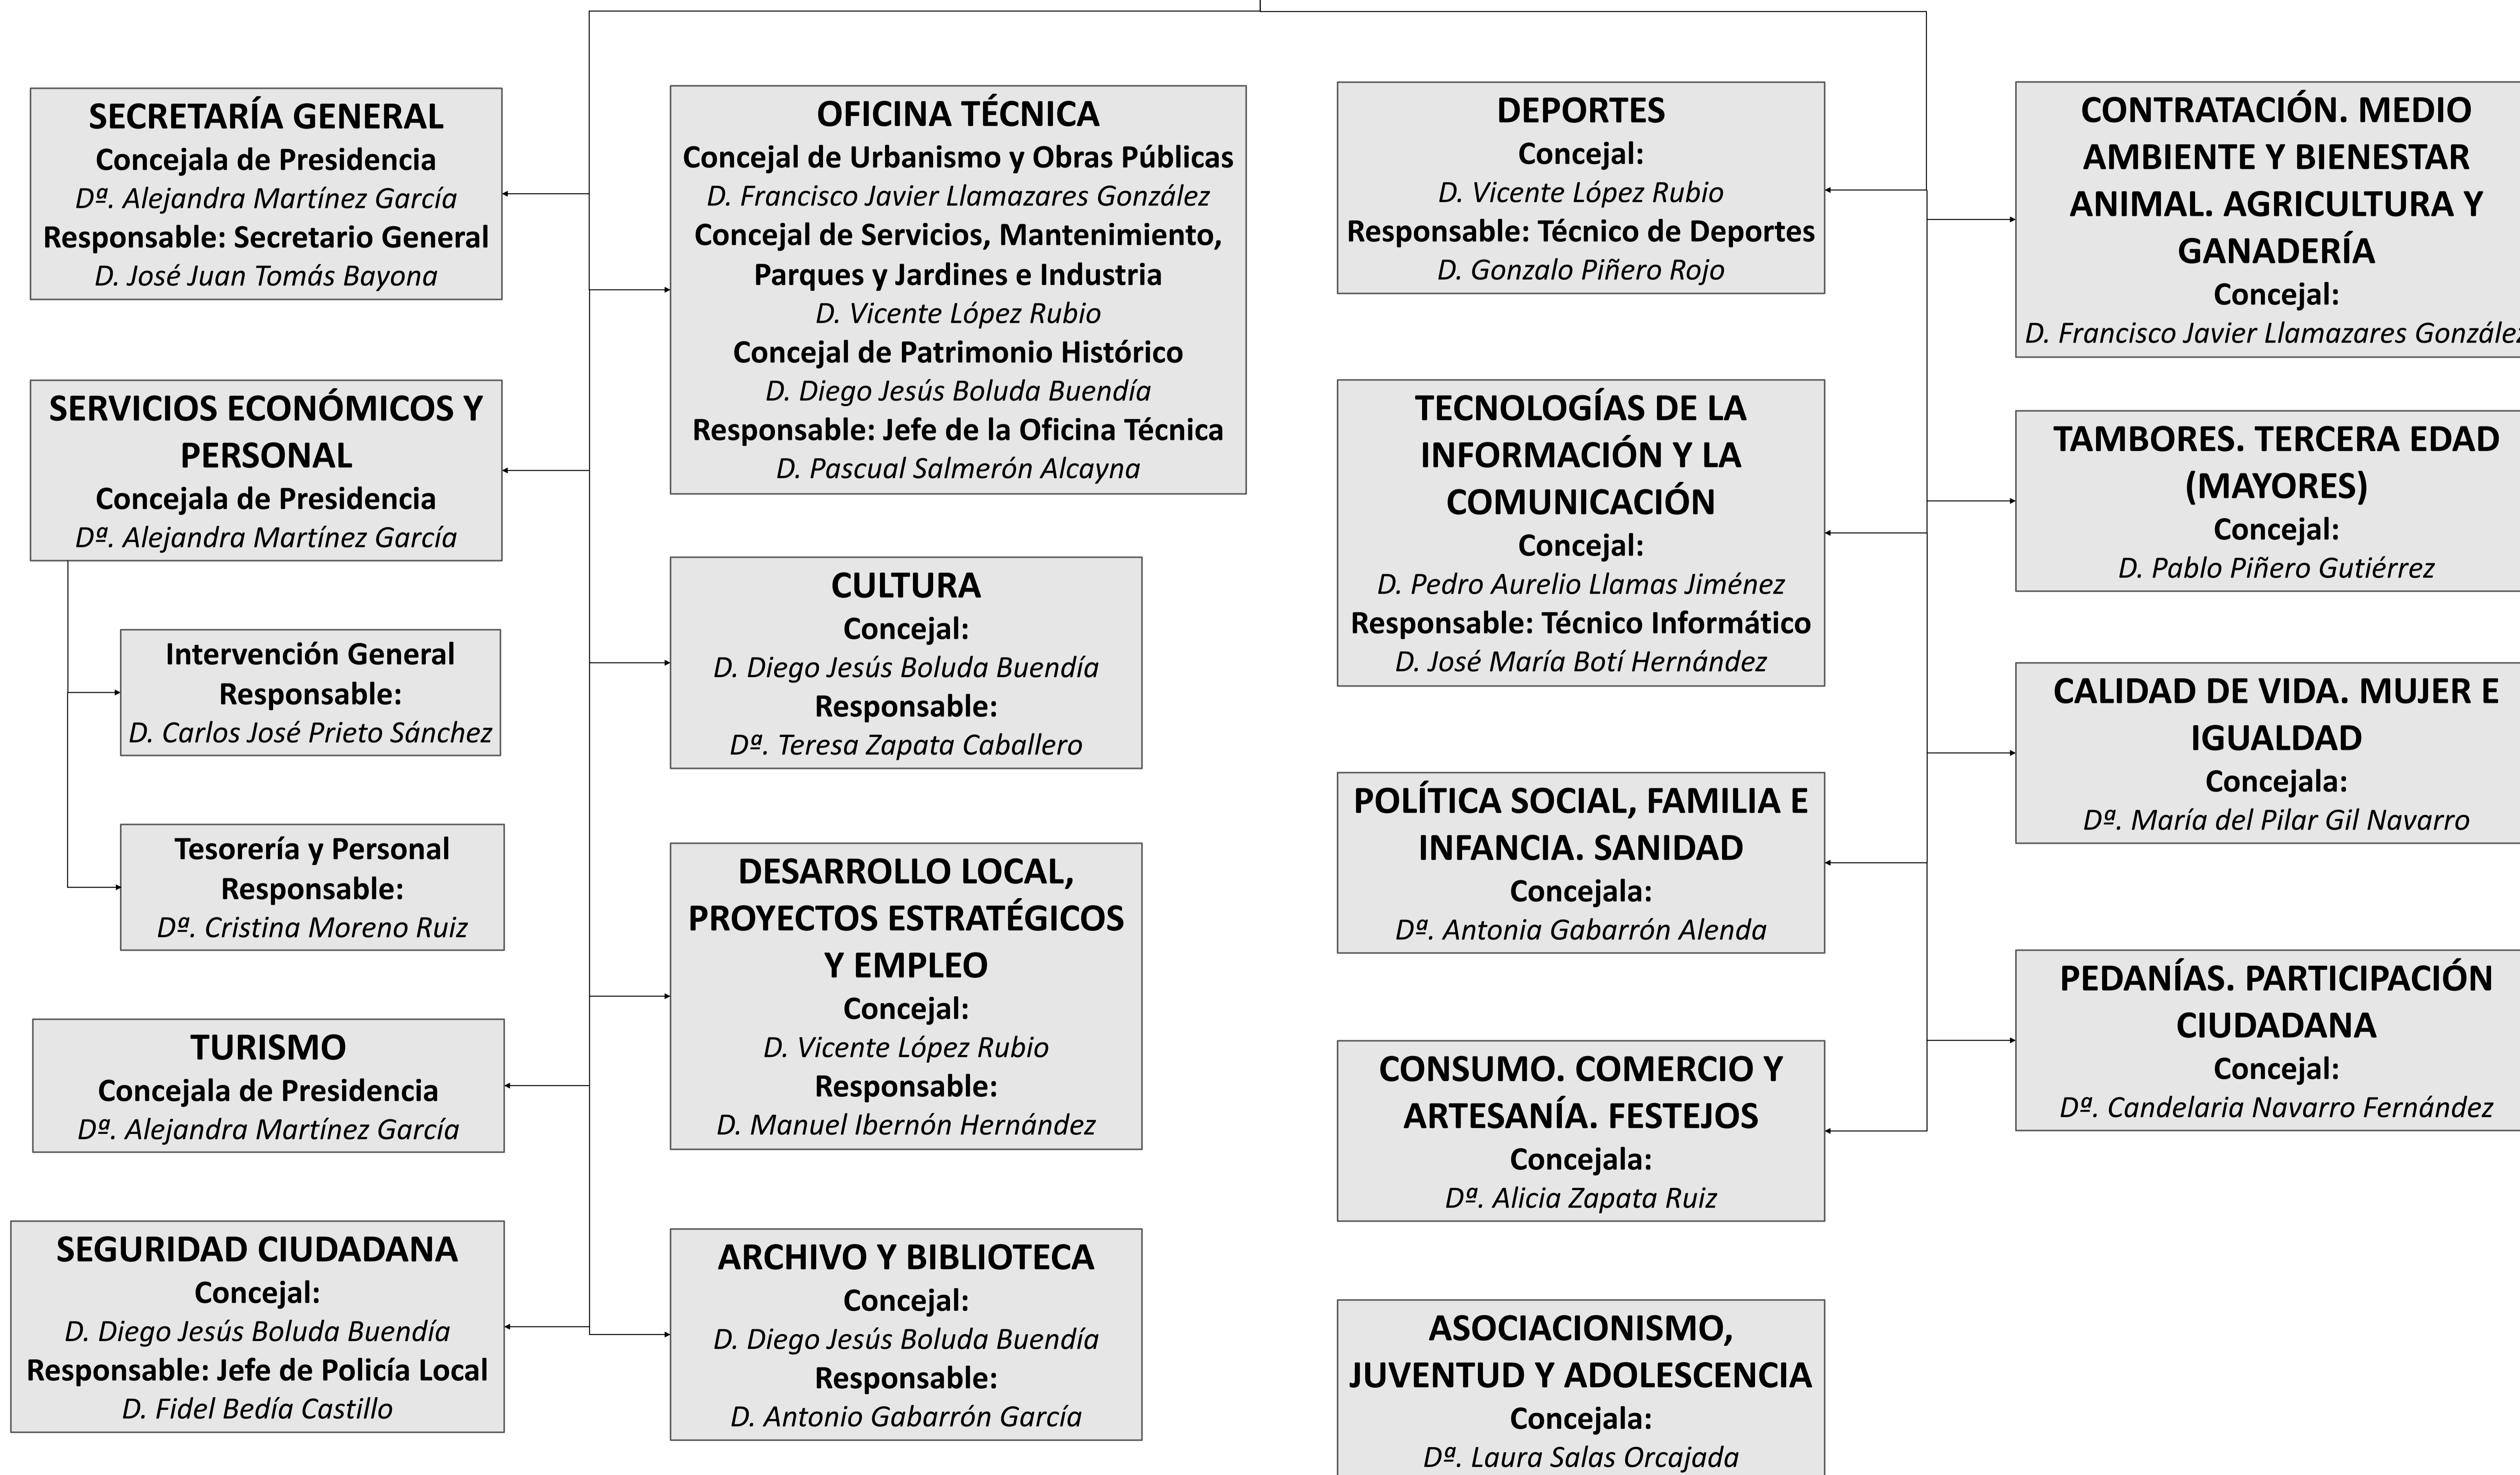 SECRETARÍA GENERAL
Concejala de Presidencia
Dª. Alejandra Martínez García
Responsable: Secretario General
D. José Juan Tomás Bayona
SERVICIOS ECONÓMICOS Y
PERSONAL
Concejala de Presidencia
Dª. Alejandra Martínez García
Intervención General
Responsable:
D. Carlos José Prieto Sánchez
Tesorería y Personal
Responsable:
Dª. Cristina Moreno Ruiz
TURISMO
Concejala de Presidencia
Dª. Alejandra Martínez García
SEGURIDAD CIUDADANA
Concejal:
D. Diego Jesús Boluda Buendía
Responsable: Jefe de Policía Local
D. Fidel Bedía Castillo
OFICINA TÉCNICA
Concejal de Urbanismo y Obras Públicas
D. Francisco Javier Llamazares González
Concejal de Servicios, Mantenimiento,
Parques y Jardines e Industria
D. Vicente López Rubio
Concejal de Patrimonio Histórico
D. Diego Jesús Boluda Buendía
Responsable: Jefe de la Oficina Técnica
D. Pascual Salmerón Alcayna
CULTURA
Concejal:
D. Diego Jesús Boluda Buendía
Responsable:
Dª. Teresa Zapata Caballero
DESARROLLO LOCAL,
PROYECTOS ESTRATÉGICOS
Y EMPLEO
Concejal:
D. Vicente López Rubio
Responsable:
D. Manuel Ibernón Hernández
ARCHIVO Y BIBLIOTECA
Concejal:
D. Diego Jesús Boluda Buendía
Responsable:
D. Antonio Gabarrón García
DEPORTES
Concejal:
D. Vicente López Rubio
Responsable: Técnico de Deportes
D. Gonzalo Piñero Rojo
TECNOLOGÍAS DE LA
INFORMACIÓN Y LA
COMUNICACIÓN
Concejal:
D. Pedro Aurelio Llamas Jiménez
Responsable: Técnico Informático
D. José María Botí Hernández
POLÍTICA SOCIAL, FAMILIA E
INFANCIA. SANIDAD
Concejala:
Dª. Antonia Gabarrón Alenda
CONSUMO. COMERCIO Y
ARTESANÍA. FESTEJOS
Concejala:
Dª. Alicia Zapata Ruiz
ASOCIACIONISMO,
JUVENTUD Y ADOLESCENCIA
Concejala:
Dª. Laura Salas Orcajada
CONTRATACIÓN. MEDIO
AMBIENTE Y BIENESTAR
ANIMAL. AGRICULTURA Y
GANADERÍA
Concejal:
D. Francisco Javier Llamazares González
TAMBORES. TERCERA EDAD
(MAYORES)
Concejal:
D. Pablo Piñero Gutiérrez
CALIDAD DE VIDA. MUJER E
IGUALDAD
Concejala:
Dª. María del Pilar Gil Navarro
PEDANÍAS. PARTICIPACIÓN
CIUDADANA
Concejal:
Dª. Candelaria Navarro Fernández